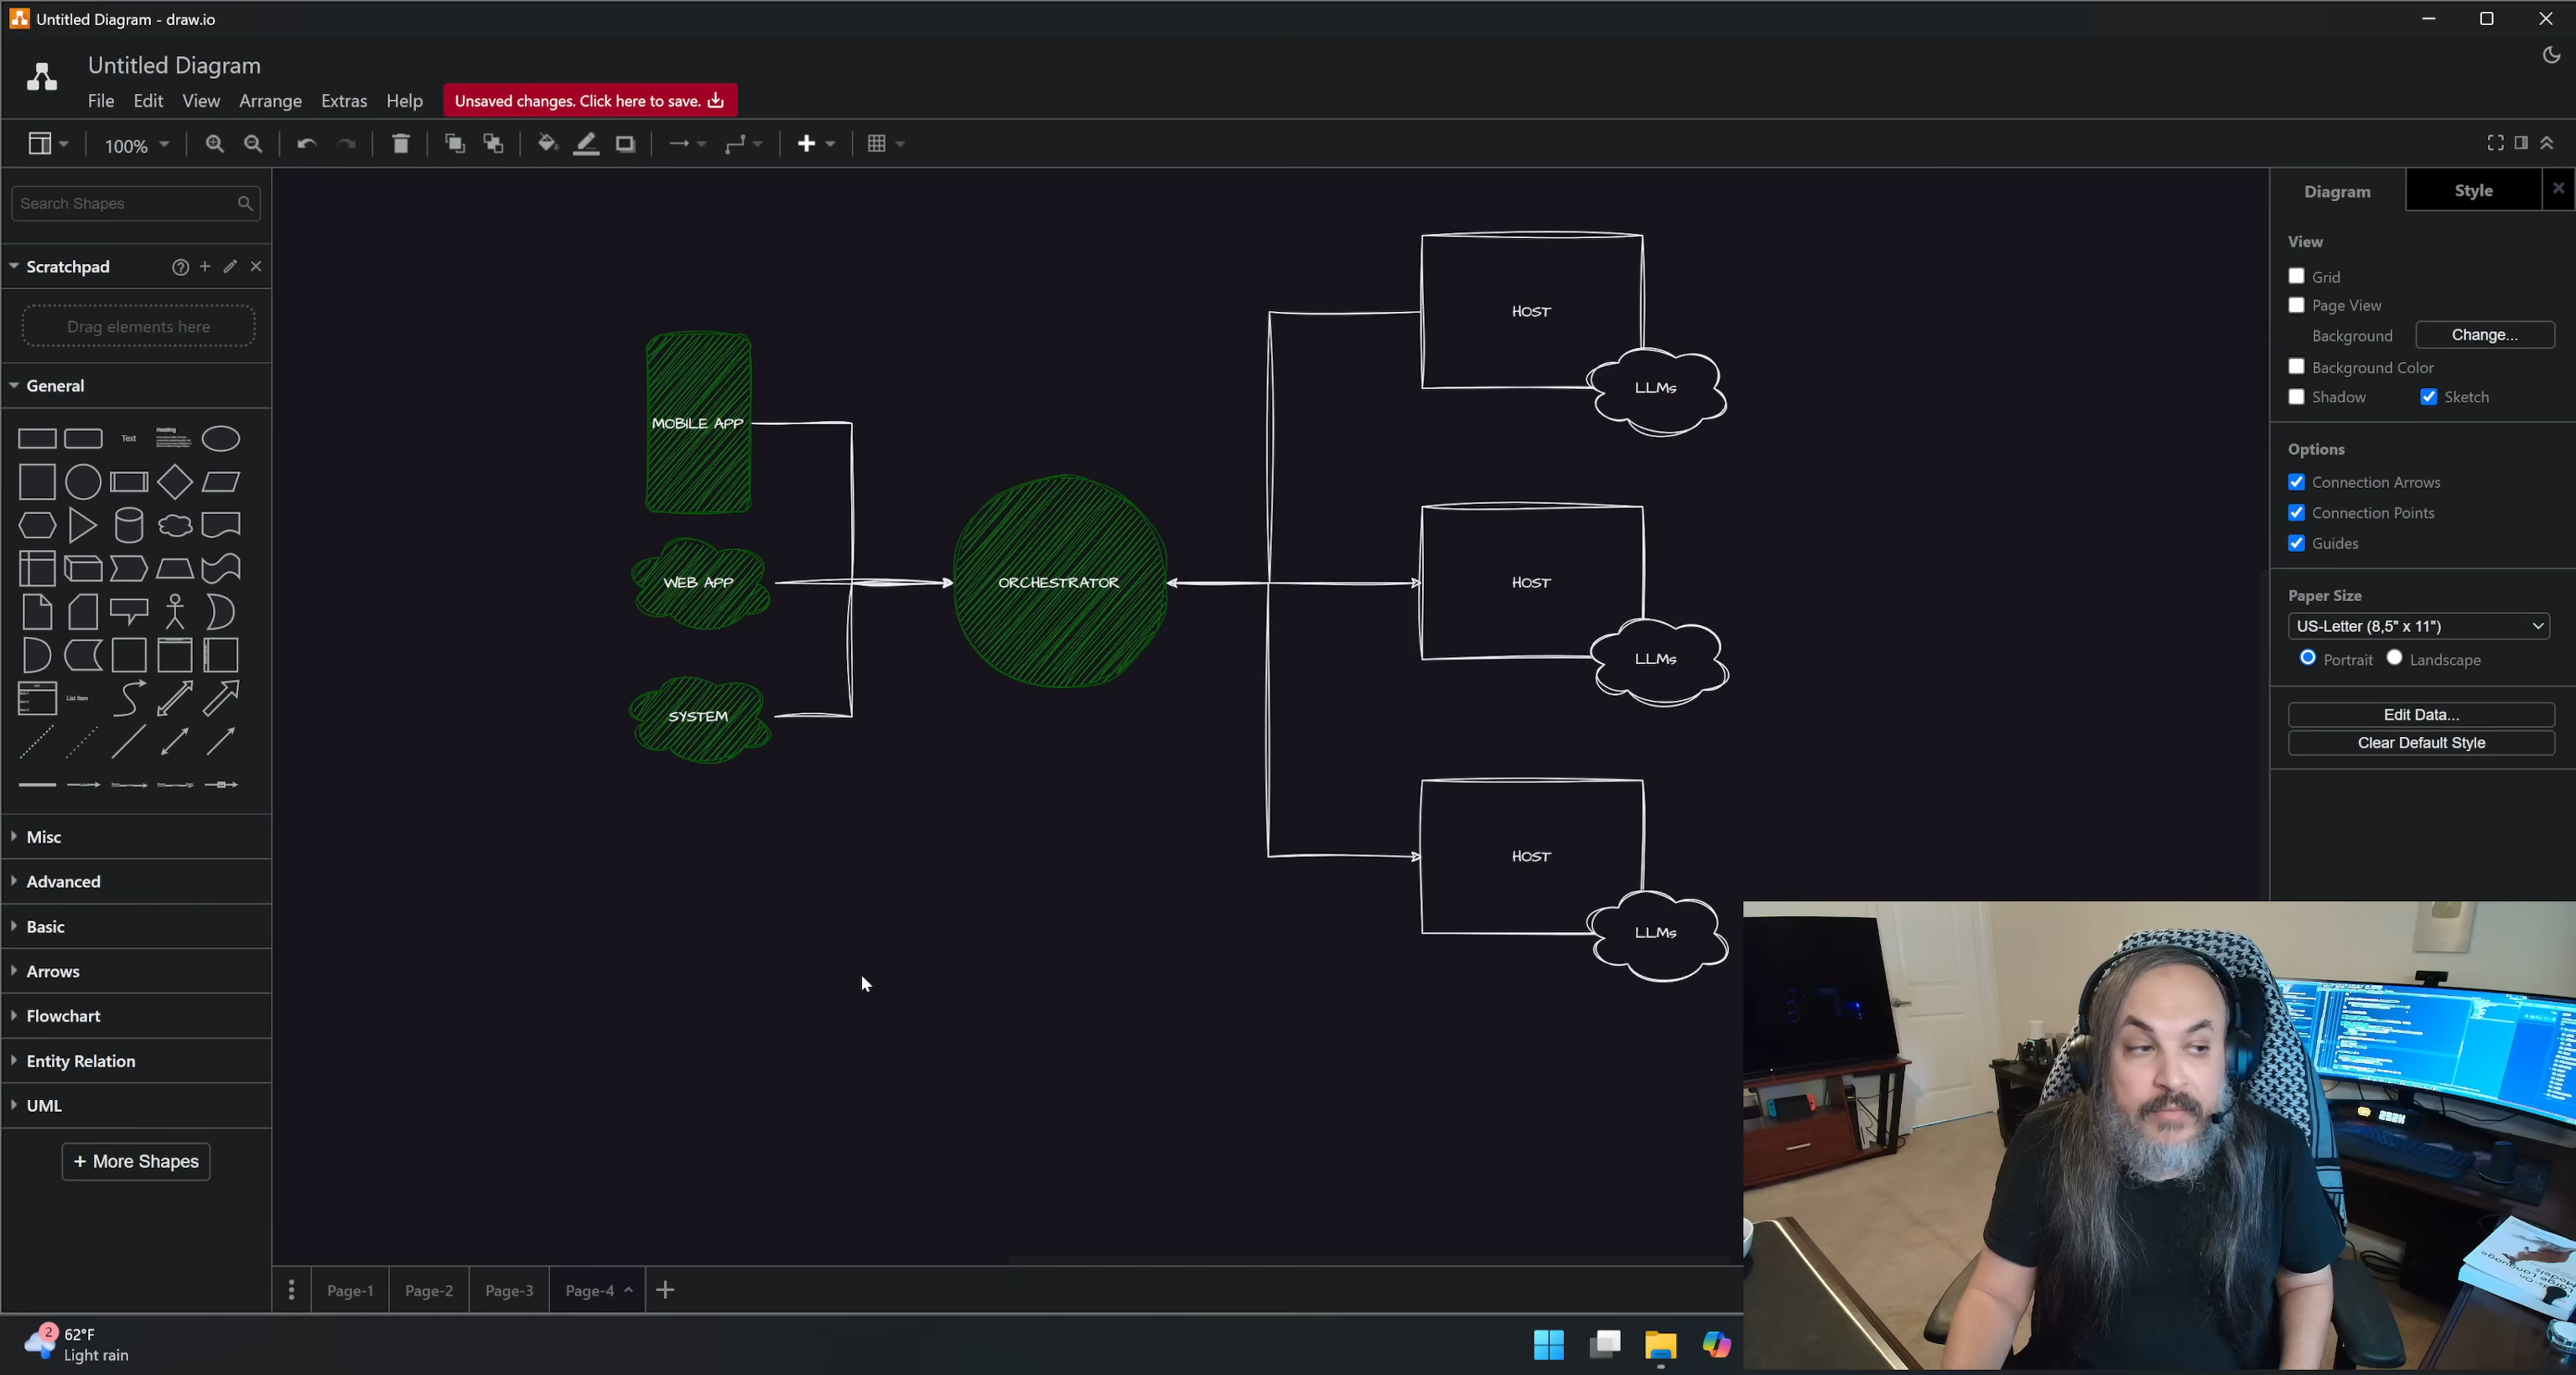 Untitled Diagram - draw.io
Untitled Diagram
File Edit View Arrange Extras Help Unsaved changes. Click here to save.
100%
Search Shapes
Scratchpad
Drag elements here
General
Text
Heading
List Item
Misc
Advanced
Basic
Arrows
Flowchart
Entity Relation
UML
+ More Shapes
MOBILE APP
WEB APP
SYSTEM
ORCHESTRATOR
HOST
LLMs
HOST
LLMs
HOST
LLMs
Diagram Style
View
Grid
Page View
Background Change...
Background Color
Shadow Sketch
Options
Connection Arrows
Connection Points
Guides
Paper Size
US-Letter (8,5" x 11")
Portrait Landscape
Edit Data...
Clear Default Style
Page-1 Page-2 Page-3 Page-4
2
62°F
Light rain